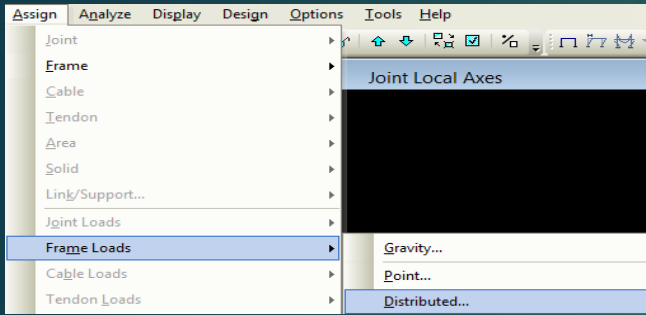 Assign Analyze Display Design Options Tools Help
Joint
Frame
Cable
Tendon
Area
Solid
Link/Support...
Joint Loads
Frame Loads
Cable Loads
Tendon Loads
Joint Local Axes
Gravity...
Point...
Distributed...